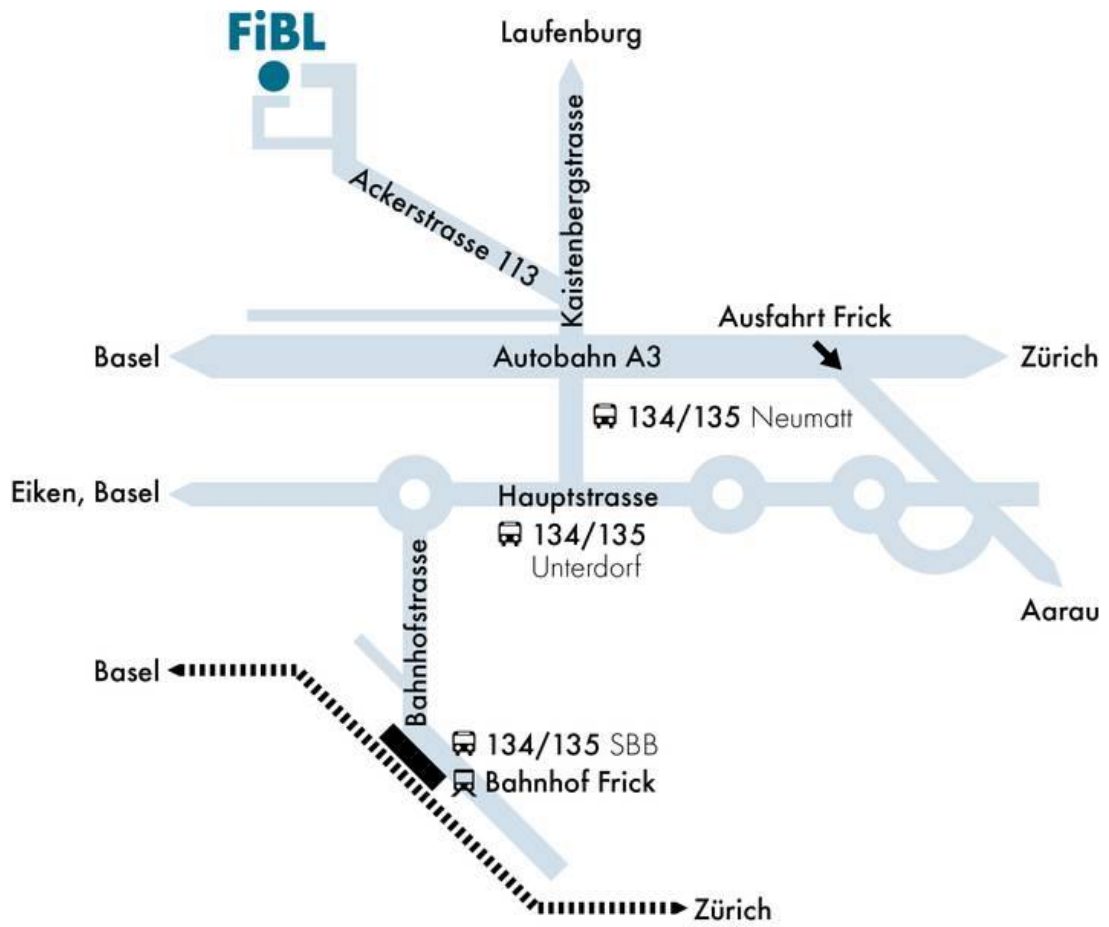 FiBL
Laufenburg
Ackerstrasse 113
Kaistenbergstrasse
Ausfahrt Frick
Basel
Autobahn A3
Zürich
134/135 Neumatt
Eiken, Basel
Hauptstrasse
134/135
Unterdorf
Bahnhofstrasse
Aarau
Basel
134/135 SBB
Bahnhof Frick
Zürich